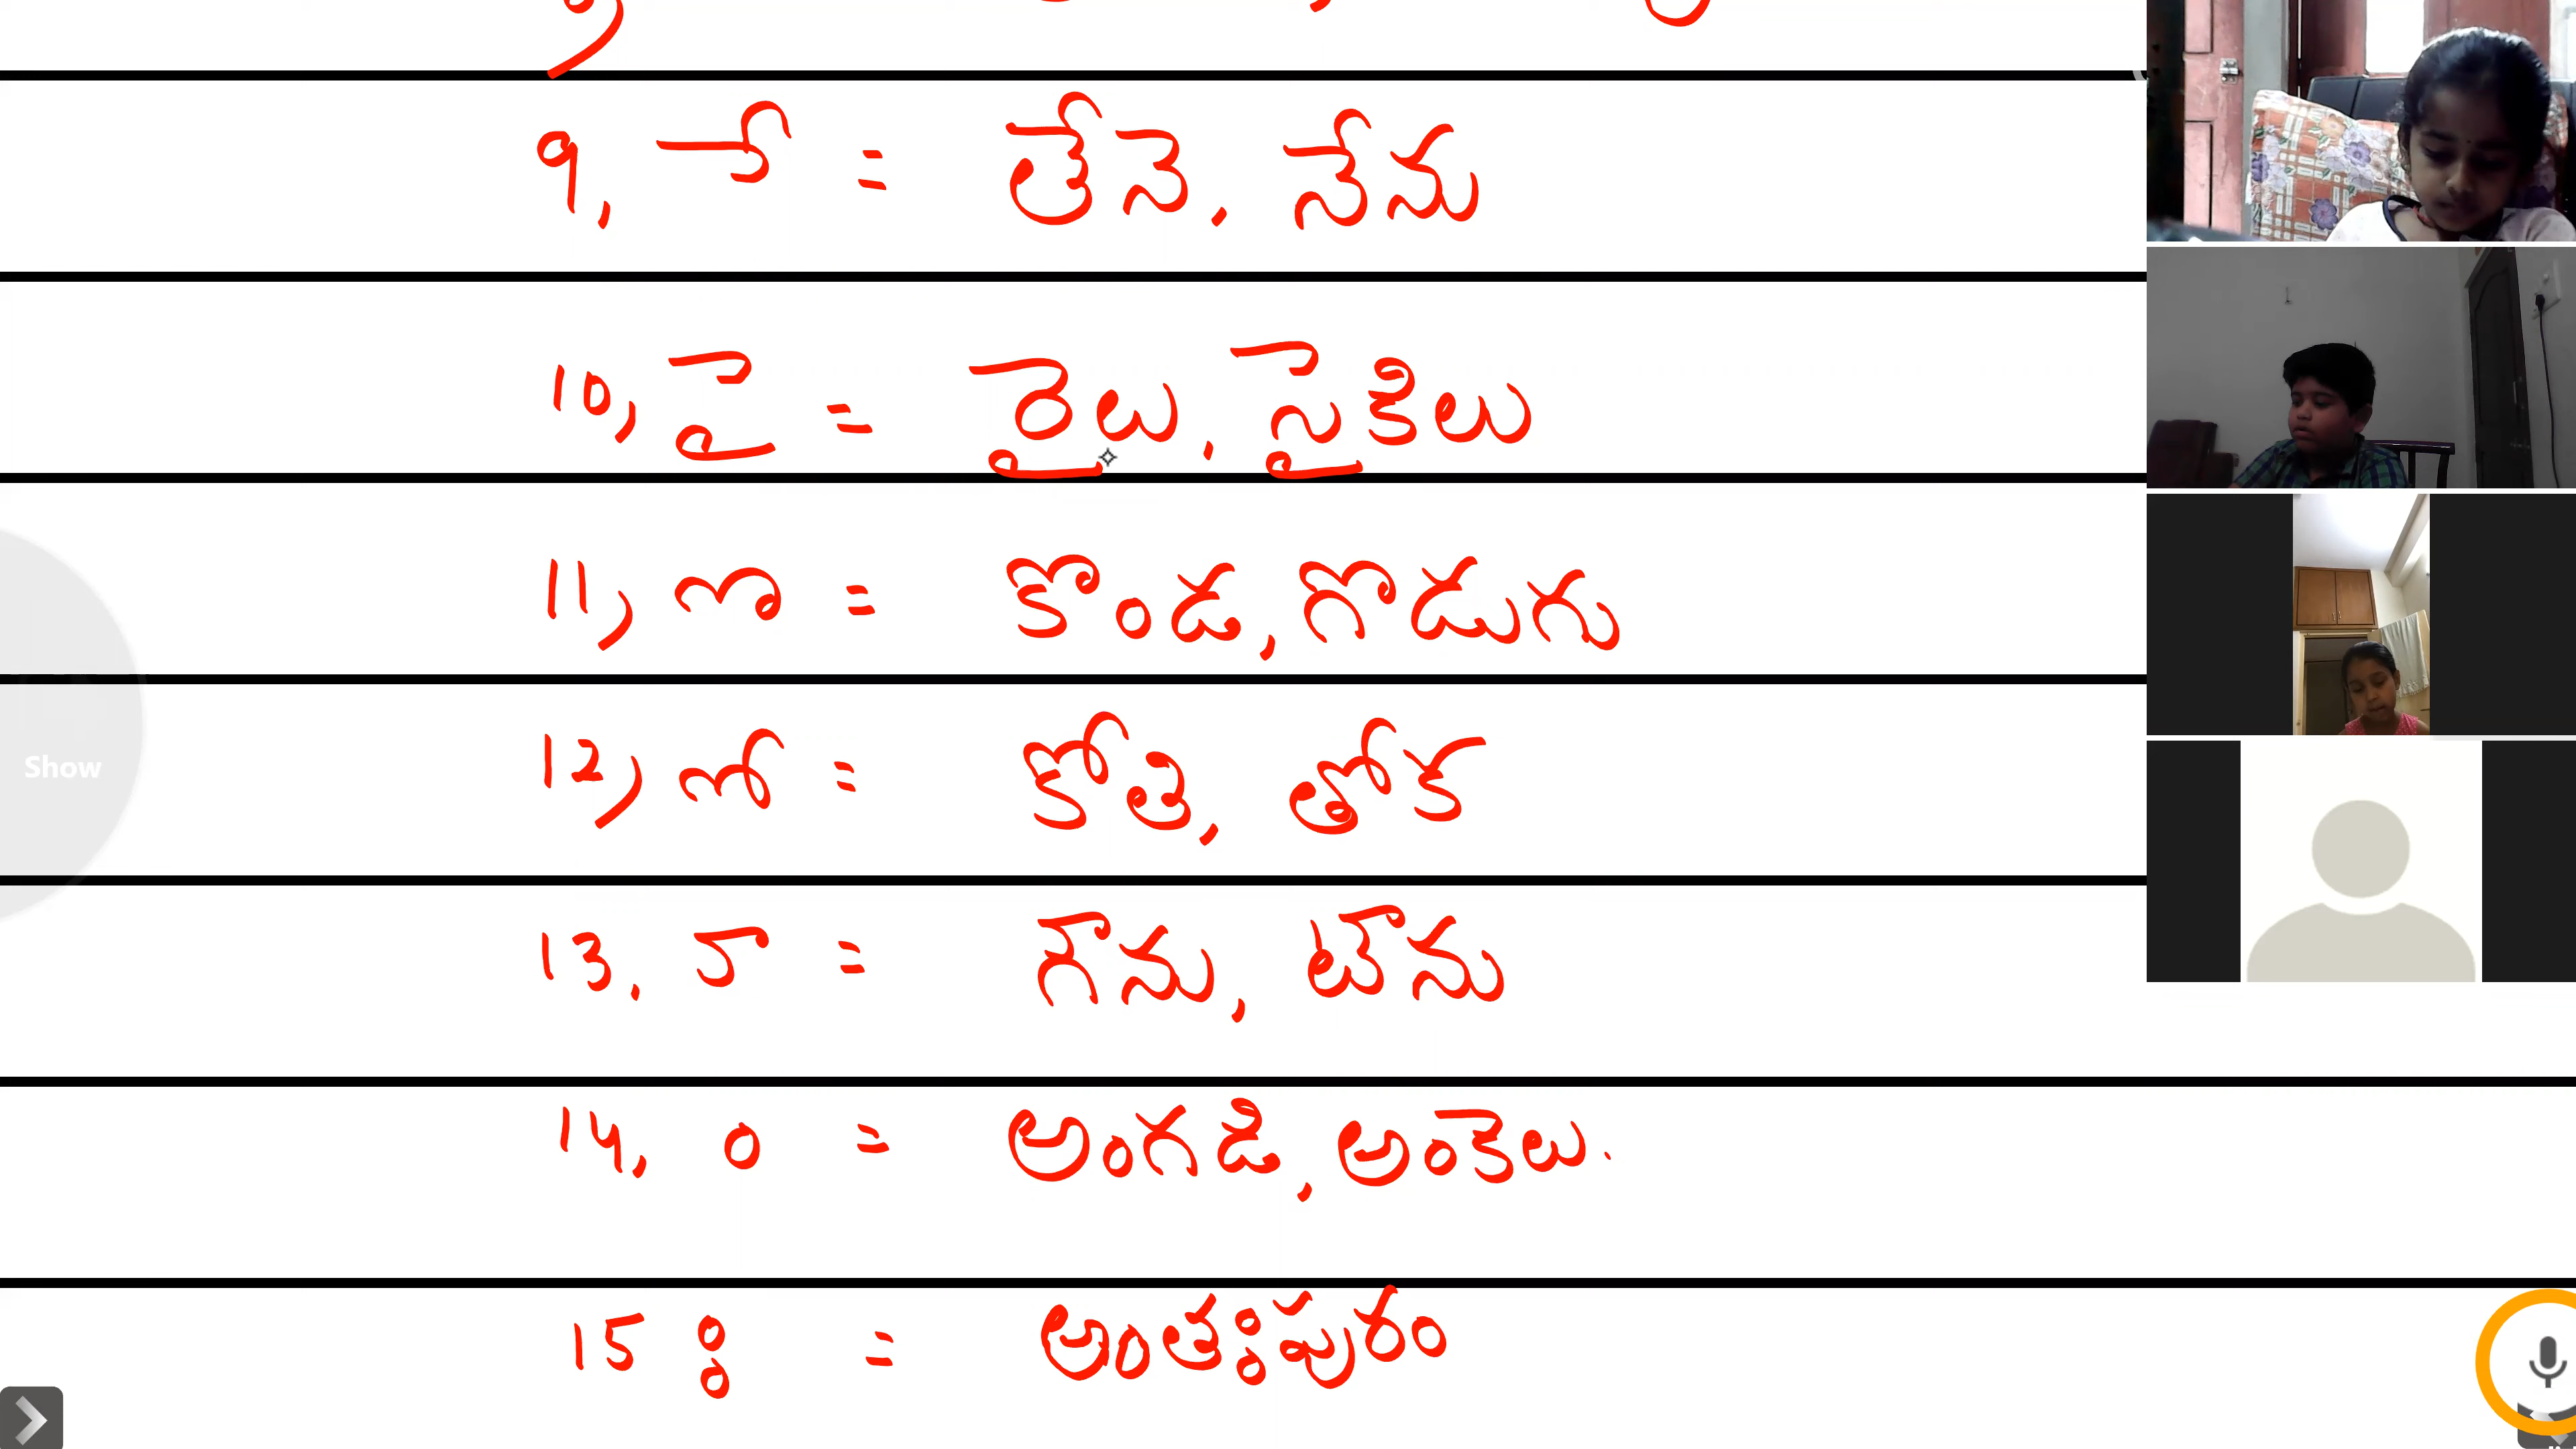 9, ే = తేనె, నేను
10, ై = రైలు, సైకిలు
11, ొ = కొండ, గొడుగు
12, ో = కోతి, తోక
13. ౌ = గౌను, టౌను
Show
14, ం = అంగడి, అంకెలు.
15 ః = అంతఃపురం